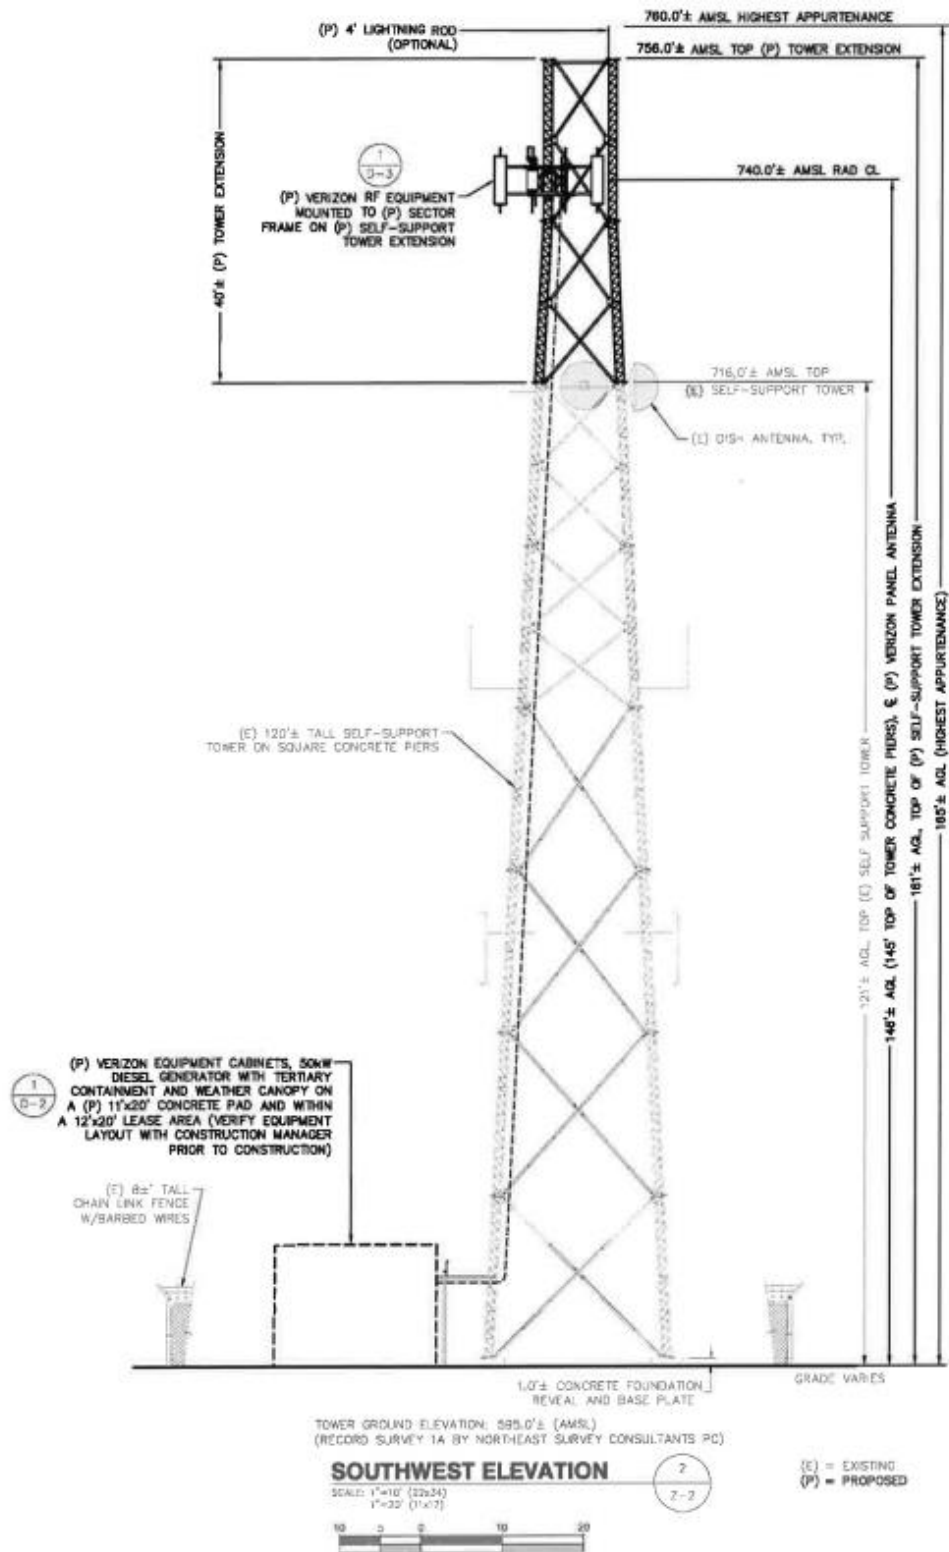 760.0'± AMSL HIGHEST APPURTENANCE
(P) 4' LIGHTNING ROD
(OPTIONAL)
756.0'± AMSL TOP (P) TOWER EXTENSION
40'± (P) TOWER EXTENSION
1
D-3
740.0'± AMSL RAD CL
(P) VERIZON RF EQUIPMENT
MOUNTED TO (P) SECTOR
FRAME ON (P) SELF-SUPPORT
TOWER EXTENSION
716.0'± AMSL TOP
(E) SELF-SUPPORT TOWER
(E) DISH ANTENNA, TYP.
(E) 120'± TALL SELF-SUPPORT
TOWER ON SQUARE CONCRETE PIERS
121'± AGL, TOP (E) SELF SUPPORT TOWER
146'± AGL (145' TOP OF TOWER CONCRETE PIERS), ℄ (P) VERIZON PANEL ANTENNA
161'± AGL, TOP OF (P) SELF-SUPPORT TOWER EXTENSION
165'± AGL (HIGHEST APPURTENANCE)
1
D-2
(P) VERIZON EQUIPMENT CABINETS, 50kW
DIESEL GENERATOR WITH TERTIARY
CONTAINMENT AND WEATHER CANOPY ON
A (P) 11'x20' CONCRETE PAD AND WITHIN
A 12'x20' LEASE AREA (VERIFY EQUIPMENT
LAYOUT WITH CONSTRUCTION MANAGER
PRIOR TO CONSTRUCTION)
(E) 8±' TALL
CHAIN LINK FENCE
W/BARBED WIRES
1.0'± CONCRETE FOUNDATION
REVEAL AND BASE PLATE
GRADE VARIES
TOWER GROUND ELEVATION: 595.0'± (AMSL)
(RECORD SURVEY 1A BY NORTHEAST SURVEY CONSULTANTS PC)
SOUTHWEST ELEVATION
2
Z-2
SCALE: 1"=10' (22x34)
1"=20' (11x17)
(E) = EXISTING
(P) = PROPOSED
10 5 0 10 20